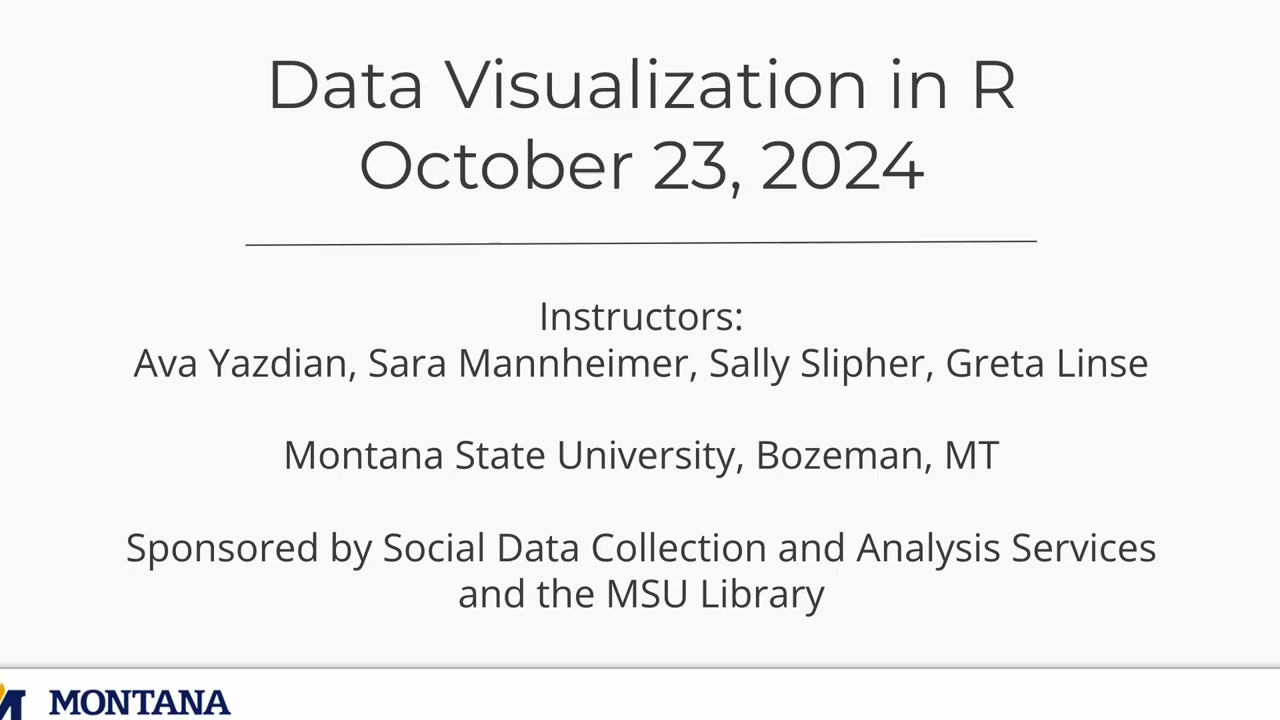 Data Visualization in R
October 23, 2024
Instructors:
Ava Yazdian, Sara Mannheimer, Sally Slipher, Greta Linse
Montana State University, Bozeman, MT
Sponsored by Social Data Collection and Analysis Services
and the MSU Library
M MONTANA